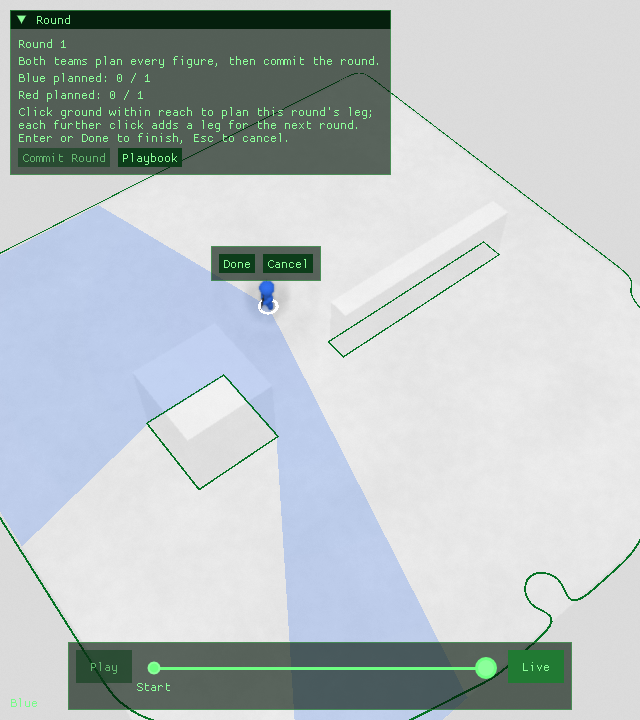 Round
Round 1
Both teams plan every figure, then commit the round.
Blue planned: 0 / 1
Red planned: 0 / 1
Click ground within reach to plan this round's leg;
each further click adds a leg for the next round.
Enter or Done to finish, Esc to cancel.
Commit Round Playbook
Done Cancel
Play Live
Start
Blue